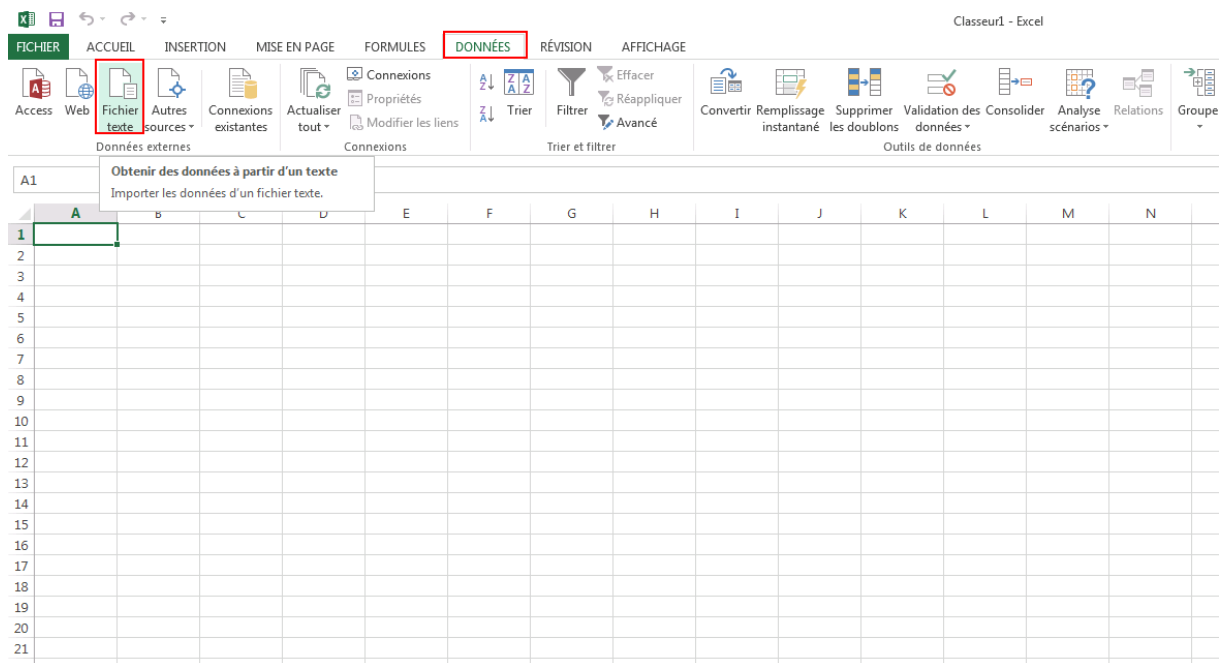 Classeur1 - Excel
FICHIER ACCUEIL INSERTION MISE EN PAGE FORMULES DONNÉES RÉVISION AFFICHAGE
Access Web Fichier texte Autres sources Connexions existantes Actualiser tout
Connexions
Propriétés
Modifier les liens
Trier
Filtrer
Effacer
Réappliquer
Avancé
Convertir Remplissage instantané Supprimer les doublons Validation des données Consolider Analyse scénarios Relations Groupe
Données externes Connexions Trier et filtrer Outils de données
A1
Obtenir des données à partir d'un texte
Importer les données d'un fichier texte.
A B C D E F G H I J K L M N
1
2
3
4
5
6
7
8
9
10
11
12
13
14
15
16
17
18
19
20
21